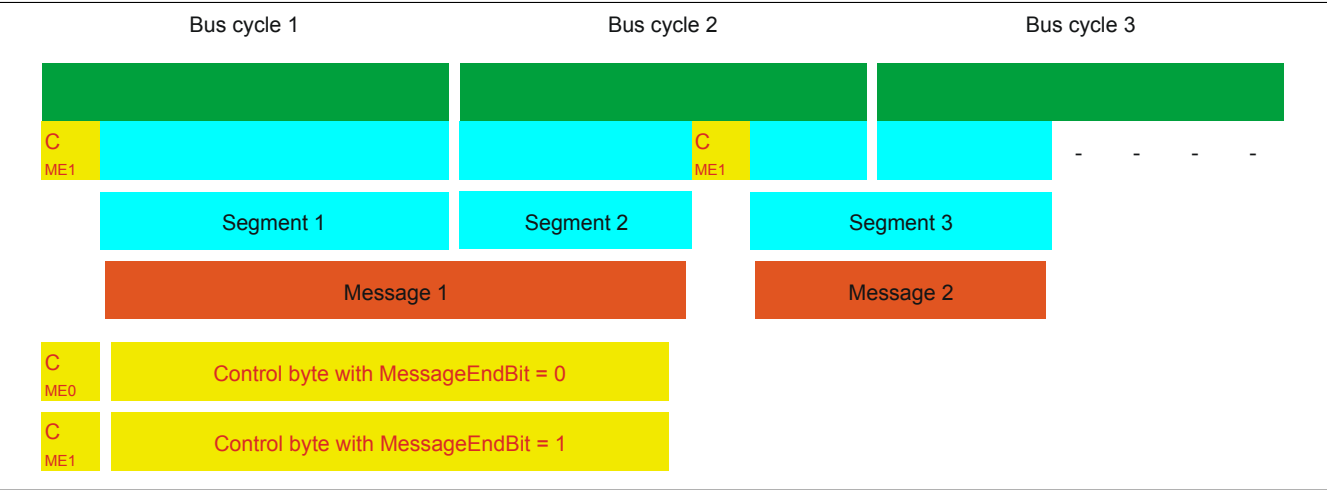 Bus cycle 1 Bus cycle 2 Bus cycle 3
C C
ME1 ME1
- - - -
Segment 1 Segment 2 Segment 3
Message 1 Message 2
C
ME0
Control byte with MessageEndBit = 0
C
ME1
Control byte with MessageEndBit = 1